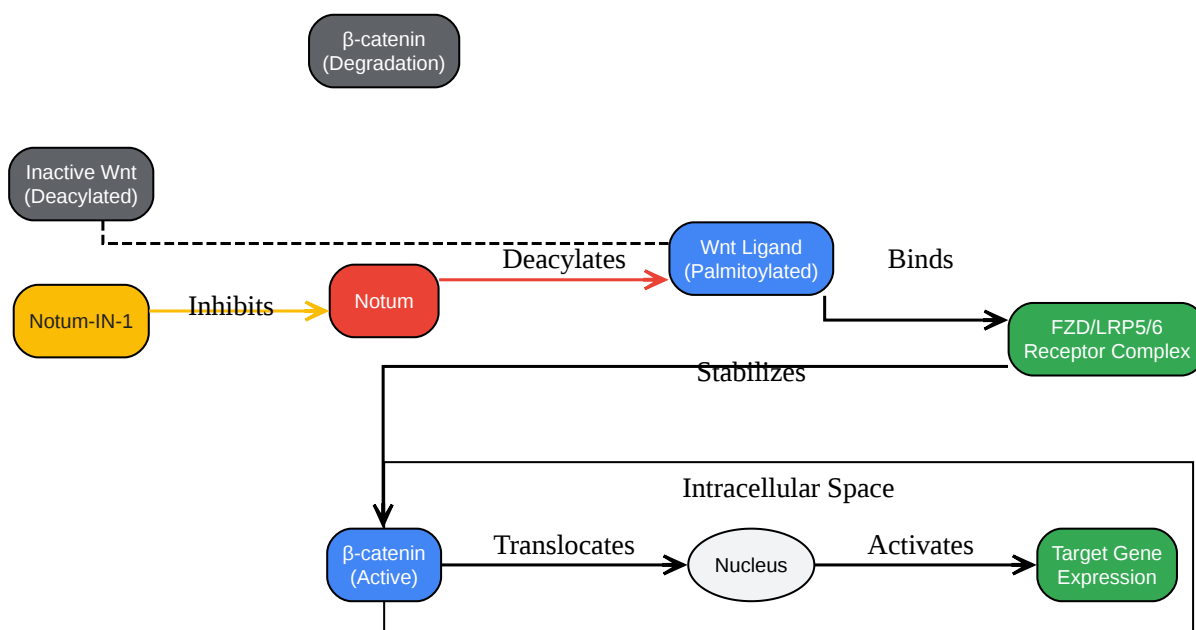 β-catenin
(Degradation)
Inactive Wnt
(Deacylated)
Deacylates
Wnt Ligand
(Palmitoylated)
Binds
Notum-IN-1
Inhibits
Notum
FZD/LRP5/6
Receptor Complex
Stabilizes
Intracellular Space
β-catenin
(Active)
Translocates
Nucleus
Activates
Target Gene
Expression